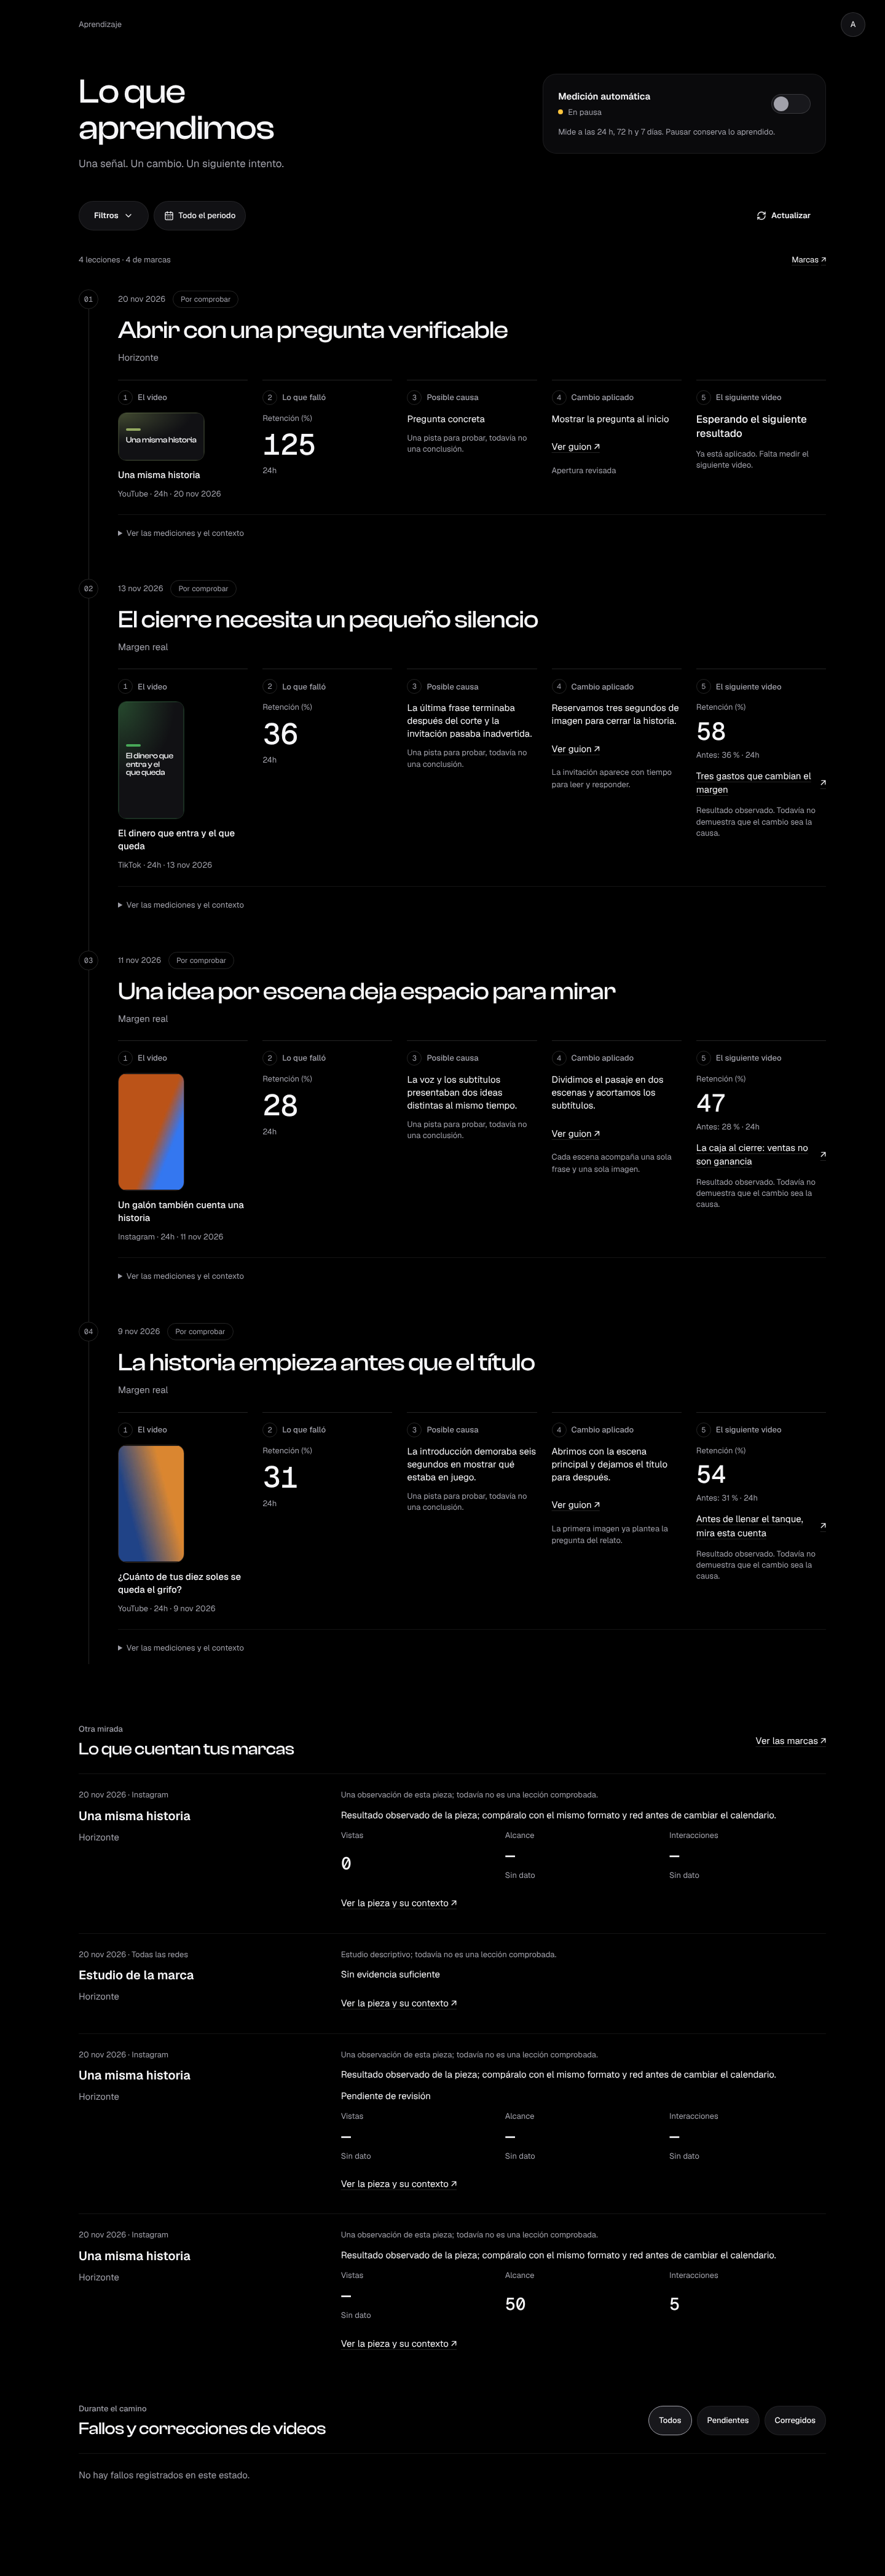 Aprendizaje
A
Lo que
aprendimos
Una señal. Un cambio. Un siguiente intento.
Medición automática
En pausa
Mide a las 24 h, 72 h y 7 días. Pausar conserva lo aprendido.
Filtros
Todo el periodo
Actualizar
4 lecciones · 4 de marcas
Marcas ↗
01
20 nov 2026
Por comprobar
Abrir con una pregunta verificable
Horizonte
1 El video
Una misma historia
Una misma historia
YouTube · 24h · 20 nov 2026
2 Lo que falló
Retención (%)
125
24h
3 Posible causa
Pregunta concreta
Una pista para probar, todavía no
una conclusión.
4 Cambio aplicado
Mostrar la pregunta al inicio
Ver guion ↗
Apertura revisada
5 El siguiente video
Esperando el siguiente
resultado
Ya está aplicado. Falta medir el
siguiente video.
▶ Ver las mediciones y el contexto
02
13 nov 2026
Por comprobar
El cierre necesita un pequeño silencio
Margen real
1 El video
El dinero que
entra y el
que queda
El dinero que entra y el que
queda
TikTok · 24h · 13 nov 2026
2 Lo que falló
Retención (%)
36
24h
3 Posible causa
La última frase terminaba
después del corte y la
invitación pasaba inadvertida.
Una pista para probar, todavía no
una conclusión.
4 Cambio aplicado
Reservamos tres segundos de
imagen para cerrar la historia.
Ver guion ↗
La invitación aparece con tiempo
para leer y responder.
5 El siguiente video
Retención (%)
58
Antes: 36 % · 24h
Tres gastos que cambian el
margen ↗
Resultado observado. Todavía no
demuestra que el cambio sea la
causa.
▶ Ver las mediciones y el contexto
03
11 nov 2026
Por comprobar
Una idea por escena deja espacio para mirar
Margen real
1 El video
Un galón también cuenta una
historia
Instagram · 24h · 11 nov 2026
2 Lo que falló
Retención (%)
28
24h
3 Posible causa
La voz y los subtítulos
presentaban dos ideas
distintas al mismo tiempo.
Una pista para probar, todavía no
una conclusión.
4 Cambio aplicado
Dividimos el pasaje en dos
escenas y acortamos los
subtítulos.
Ver guion ↗
Cada escena acompaña una sola
frase y una sola imagen.
5 El siguiente video
Retención (%)
47
Antes: 28 % · 24h
La caja al cierre: ventas no
son ganancia ↗
Resultado observado. Todavía no
demuestra que el cambio sea la
causa.
▶ Ver las mediciones y el contexto
04
9 nov 2026
Por comprobar
La historia empieza antes que el título
Margen real
1 El video
¿Cuánto de tus diez soles se
queda el grifo?
YouTube · 24h · 9 nov 2026
2 Lo que falló
Retención (%)
31
24h
3 Posible causa
La introducción demoraba seis
segundos en mostrar qué
estaba en juego.
Una pista para probar, todavía no
una conclusión.
4 Cambio aplicado
Abrimos con la escena
principal y dejamos el título
para después.
Ver guion ↗
La primera imagen ya plantea la
pregunta del relato.
5 El siguiente video
Retención (%)
54
Antes: 31 % · 24h
Antes de llenar el tanque,
mira esta cuenta ↗
Resultado observado. Todavía no
demuestra que el cambio sea la
causa.
▶ Ver las mediciones y el contexto
Otra mirada
Lo que cuentan tus marcas
Ver las marcas ↗
20 nov 2026 · Instagram
Una misma historia
Horizonte
Una observación de esta pieza; todavía no es una lección comprobada.
Resultado observado de la pieza; compáralo con el mismo formato y red antes de cambiar el calendario.
Vistas
0
Alcance
—
Sin dato
Interacciones
—
Sin dato
Ver la pieza y su contexto ↗
20 nov 2026 · Todas las redes
Estudio de la marca
Horizonte
Estudio descriptivo; todavía no es una lección comprobada.
Sin evidencia suficiente
Ver la pieza y su contexto ↗
20 nov 2026 · Instagram
Una misma historia
Horizonte
Una observación de esta pieza; todavía no es una lección comprobada.
Resultado observado de la pieza; compáralo con el mismo formato y red antes de cambiar el calendario.
Pendiente de revisión
Vistas
—
Sin dato
Alcance
—
Sin dato
Interacciones
—
Sin dato
Ver la pieza y su contexto ↗
20 nov 2026 · Instagram
Una misma historia
Horizonte
Una observación de esta pieza; todavía no es una lección comprobada.
Resultado observado de la pieza; compáralo con el mismo formato y red antes de cambiar el calendario.
Vistas
—
Sin dato
Alcance
50
Interacciones
5
Ver la pieza y su contexto ↗
Durante el camino
Fallos y correcciones de videos
Todos
Pendientes
Corregidos
No hay fallos registrados en este estado.